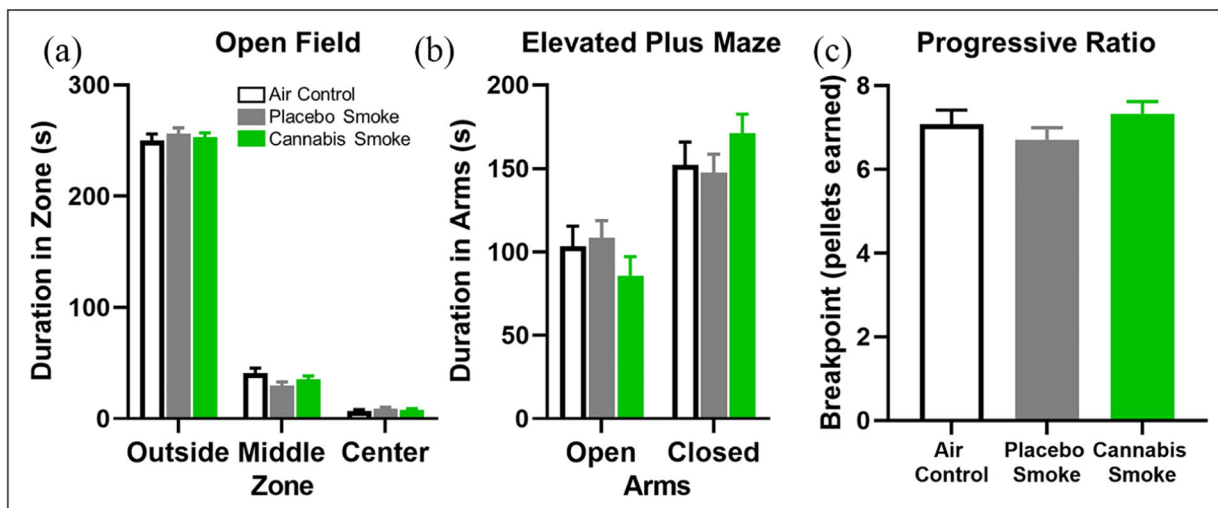 (a)
Open Field
Duration in Zone (s)
300
200
100
0
Air Control
Placebo Smoke
Cannabis Smoke
Outside Middle Center
Zone
(b)
Elevated Plus Maze
Duration in Arms (s)
200
150
100
50
0
Open Closed
Arms
(c)
Progressive Ratio
Breakpoint (pellets earned)
8
6
4
2
0
Air Placebo Cannabis
Control Smoke Smoke